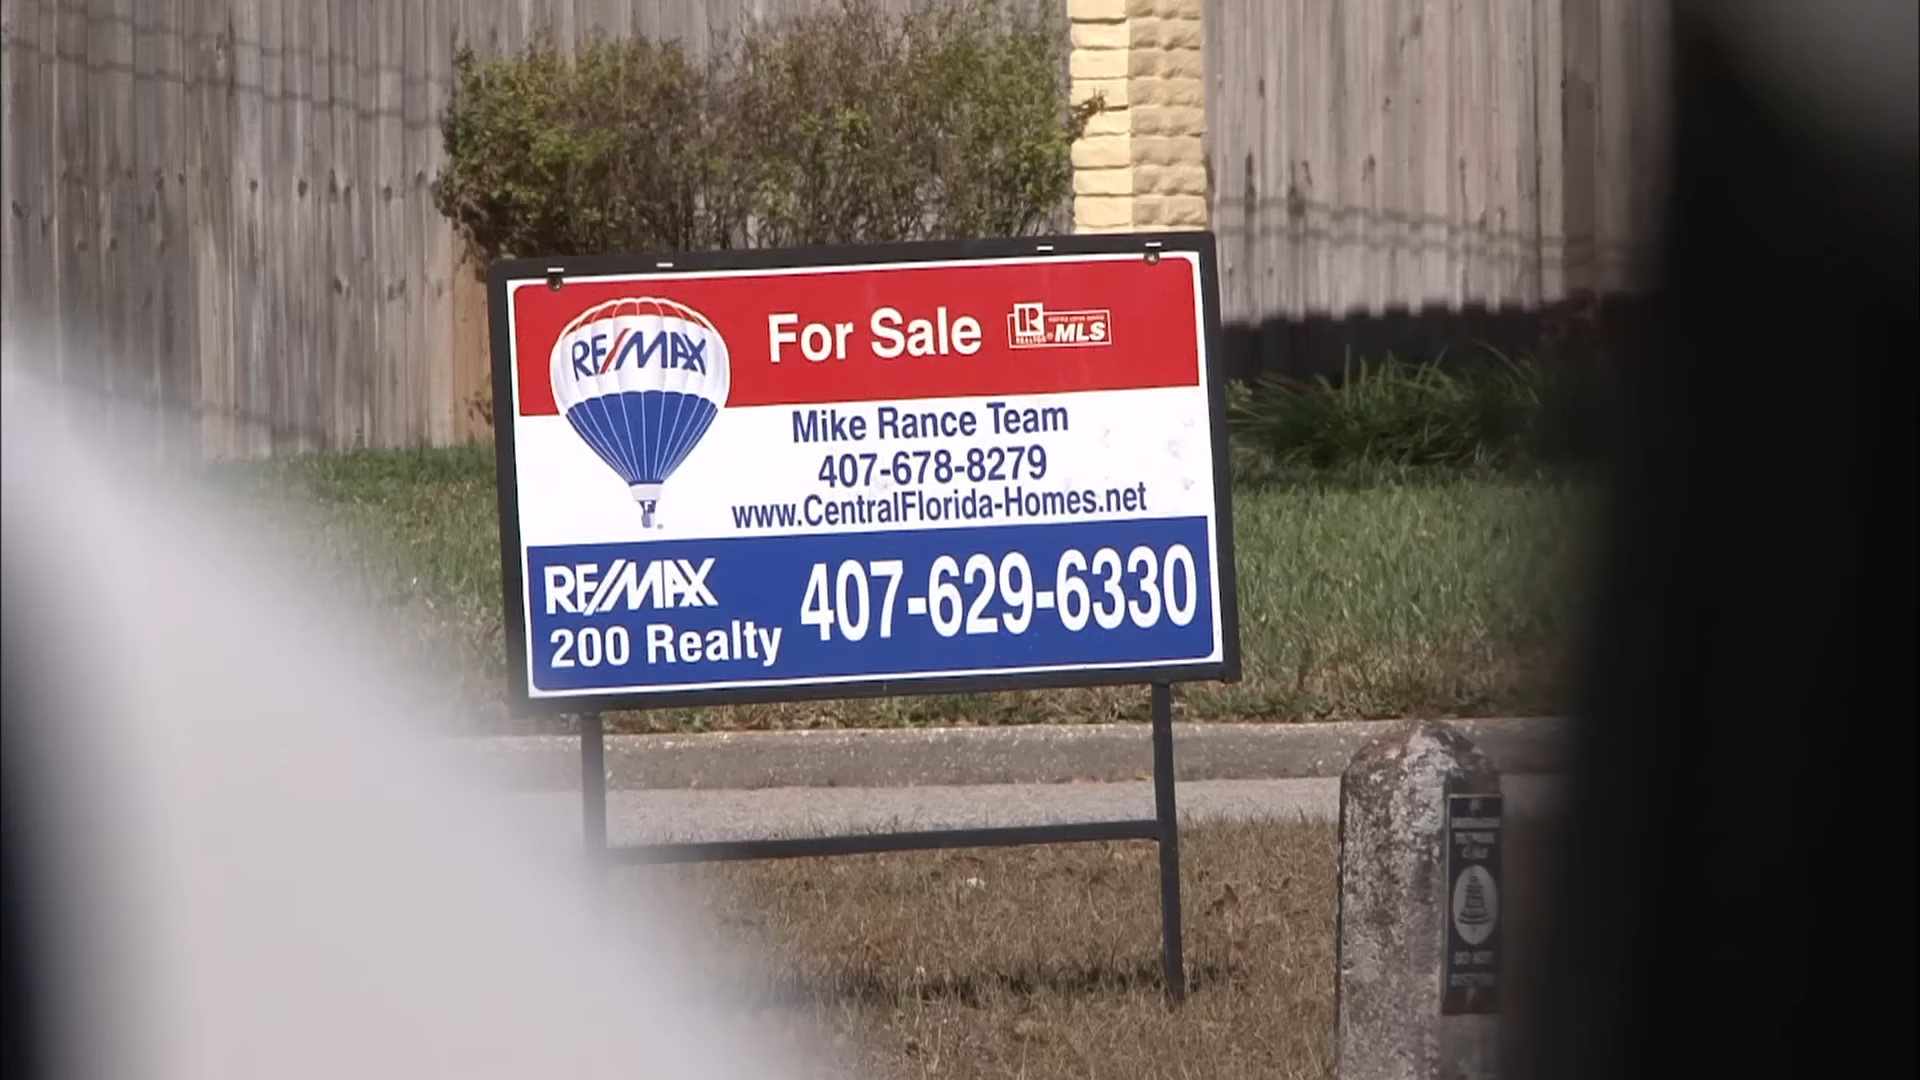 For Sale
RE/MAX
REALTOR® MLS
Mike Rance Team
407-678-8279
www.CentralFlorida-Homes.net
RE/MAX
200 Realty
407-629-6330